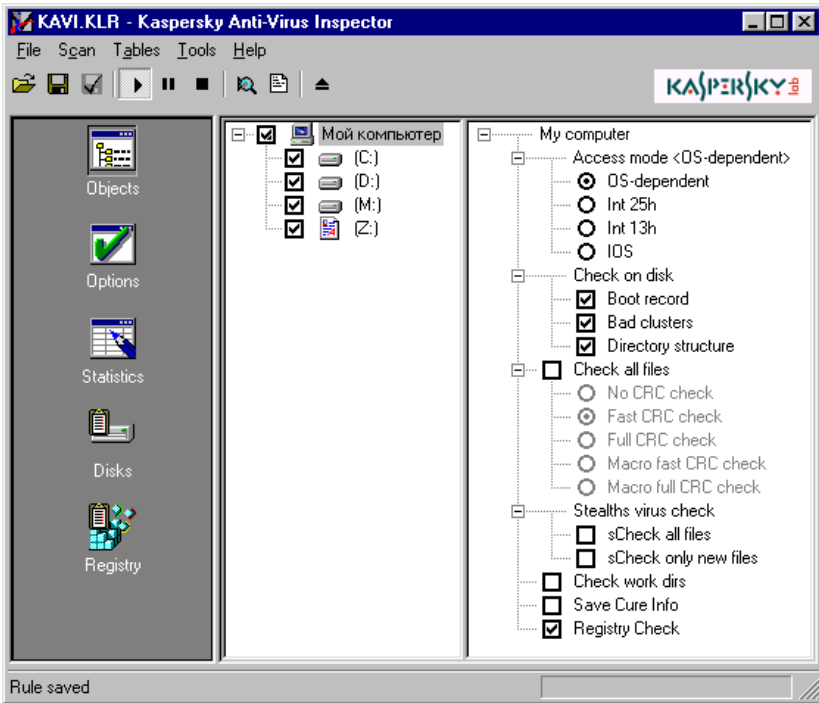 KAVI.KLR - Kaspersky Anti-Virus Inspector
File Scan Tables Tools Help
KASPERSKY lab
Objects
Options
Statistics
Disks
Registry
Мой компьютер
(C:)
(D:)
(M:)
(Z:)
My computer
Access mode <OS-dependent>
OS-dependent
Int 25h
Int 13h
IOS
Check on disk
Boot record
Bad clusters
Directory structure
Check all files
No CRC check
Fast CRC check
Full CRC check
Macro fast CRC check
Macro full CRC check
Stealths virus check
sCheck all files
sCheck only new files
Check work dirs
Save Cure Info
Registry Check
Rule saved